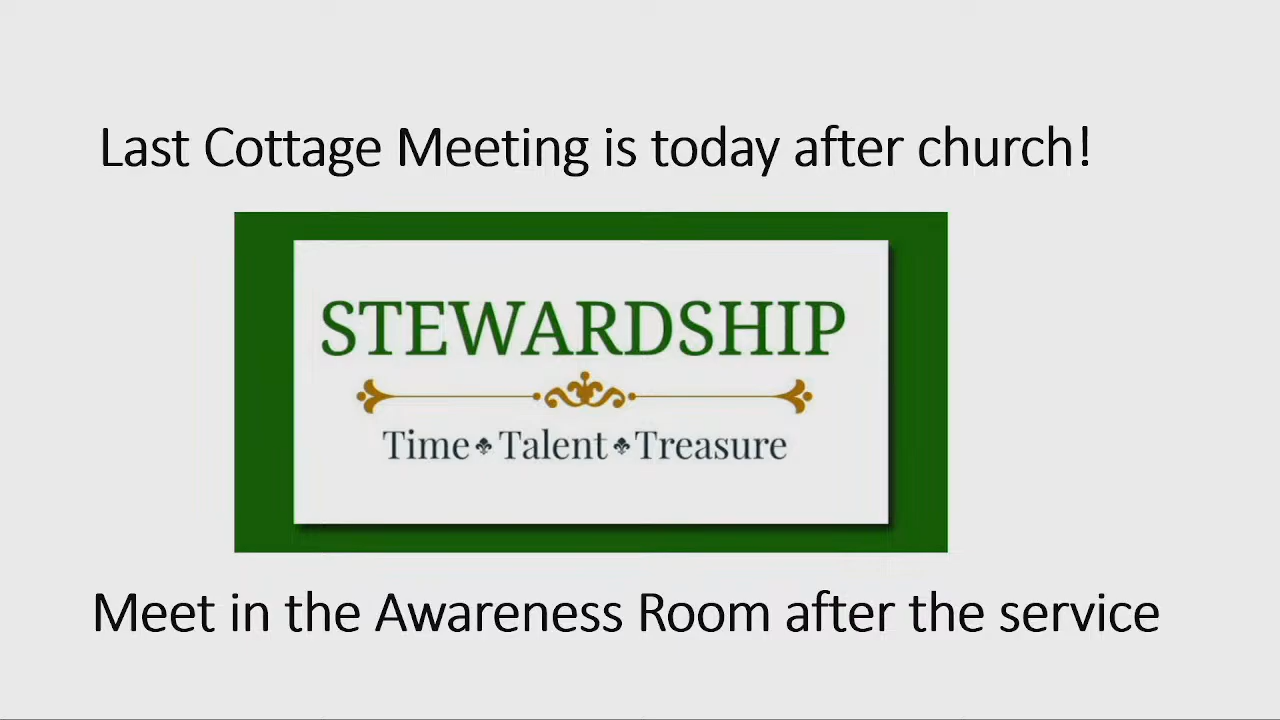 Last Cottage Meeting is today after church!
STEWARDSHIP
Time Talent Treasure
Meet in the Awareness Room after the service